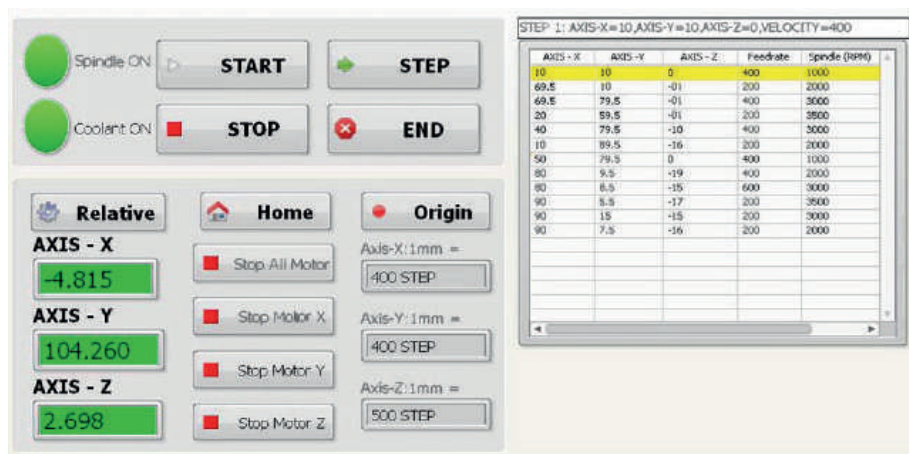 Spindle ON
START
STEP
Coolant ON
STOP
END
Relative
Home
Origin
AXIS - X
-4.815
AXIS - Y
104.260
AXIS - Z
2.698
Stop All Motor
Stop Motor X
Stop Motor Y
Stop Motor Z
Axis-X:1mm =
400 STEP
Axis-Y:1mm =
400 STEP
Axis-Z:1mm =
500 STEP
STEP 1: AXIS-X=10,AXIS-Y=10,AXIS-Z=0,VELOCITY=400
AXIS - X AXIS -Y AXIS - Z Feedrate Spindle (RPM)
10 10 0 400 1000
69.5 10 -01 200 2000
69.5 79.5 -01 400 3000
20 59.5 -01 200 3500
40 79.5 -10 400 3000
10 89.5 -16 200 2000
50 79.5 0 400 1000
80 9.5 -19 400 2000
80 8.5 -15 600 3000
90 5.5 -17 200 3500
90 15 -15 200 3000
90 7.5 -16 200 2000